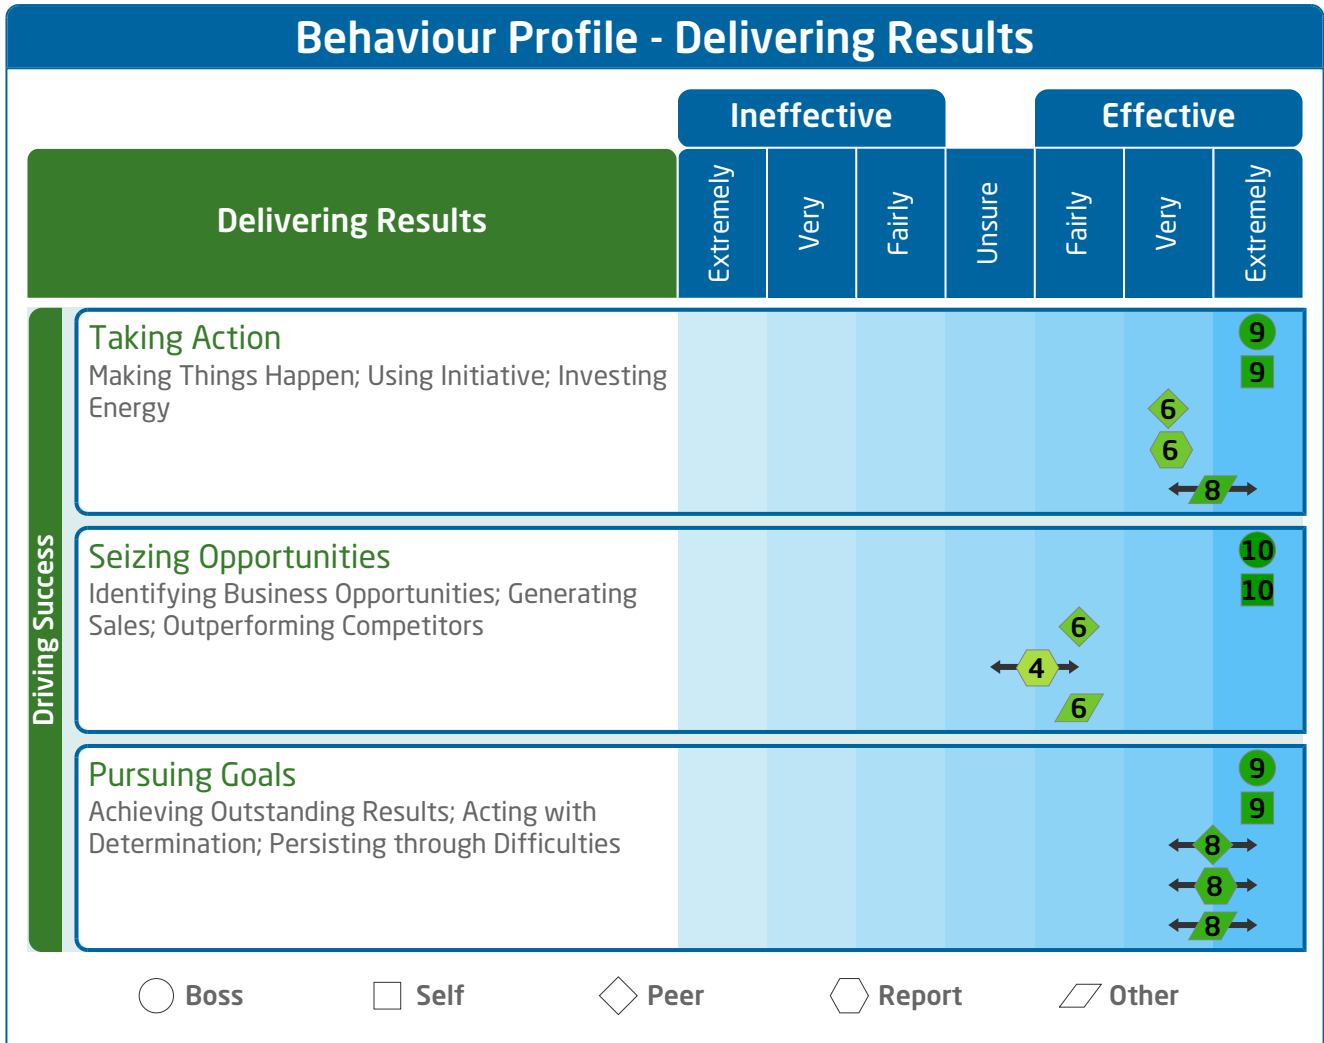 Behaviour Profile - Delivering Results
Ineffective
Effective
Delivering Results
Extremely
Very
Fairly
Unsure
Fairly
Very
Extremely
Driving Success
Taking Action
Making Things Happen; Using Initiative; Investing
Energy
9
9
6
6
8
Seizing Opportunities
Identifying Business Opportunities; Generating
Sales; Outperforming Competitors
10
10
6
4
6
Pursuing Goals
Achieving Outstanding Results; Acting with
Determination; Persisting through Difficulties
9
9
8
8
8
Boss
Self
Peer
Report
Other